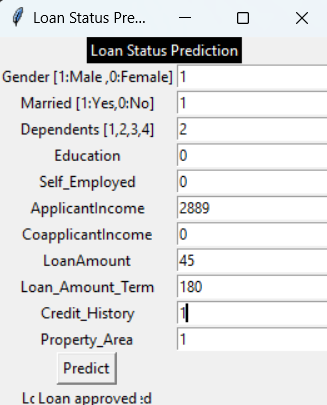 Loan Status Pre...
Loan Status Prediction
Gender [1:Male ,0:Female] 1
Married [1:Yes,0:No] 1
Dependents [1,2,3,4] 2
Education 0
Self_Employed 0
ApplicantIncome 2889
CoapplicantIncome 0
LoanAmount 45
Loan_Amount_Term 180
Credit_History 1
Property_Area 1
Predict
Loan approved